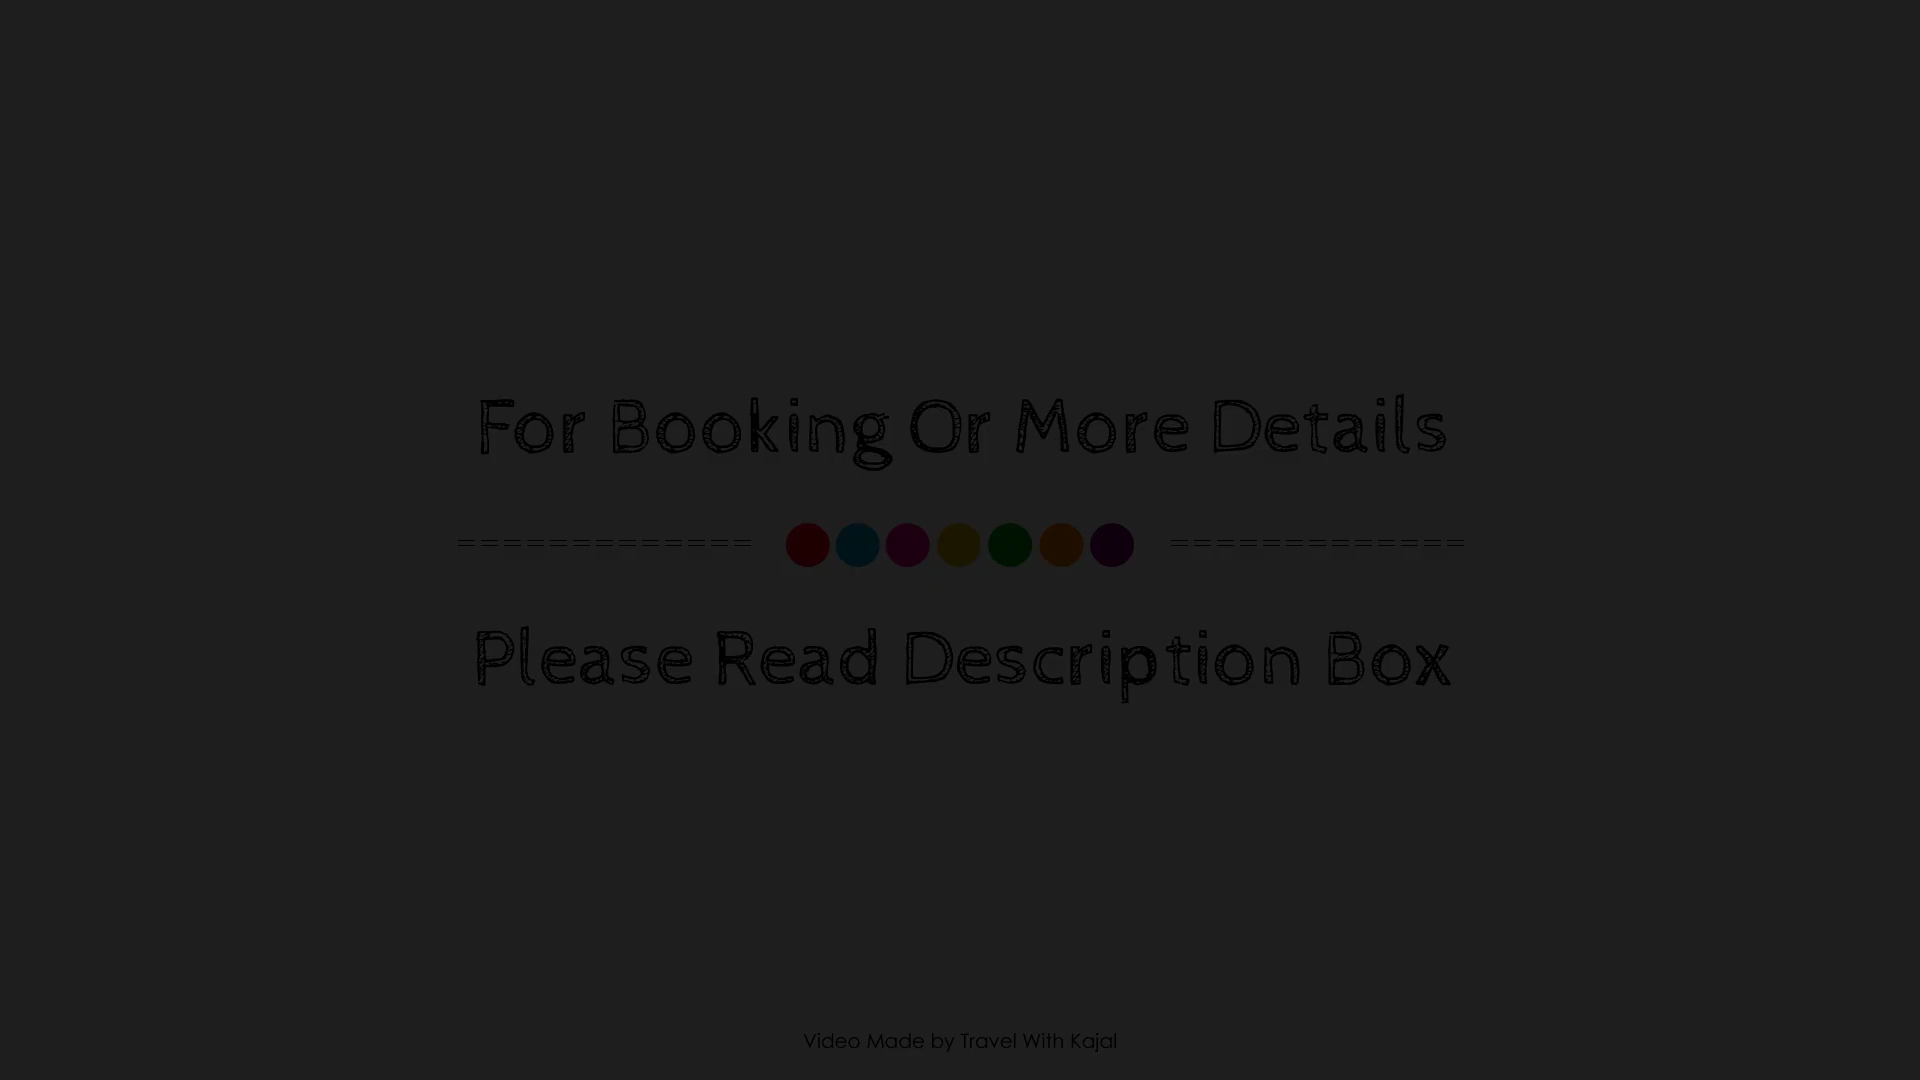 For Booking Or More Details
============= =============
Please Read Description Box
Video Made by Travel With Kajal